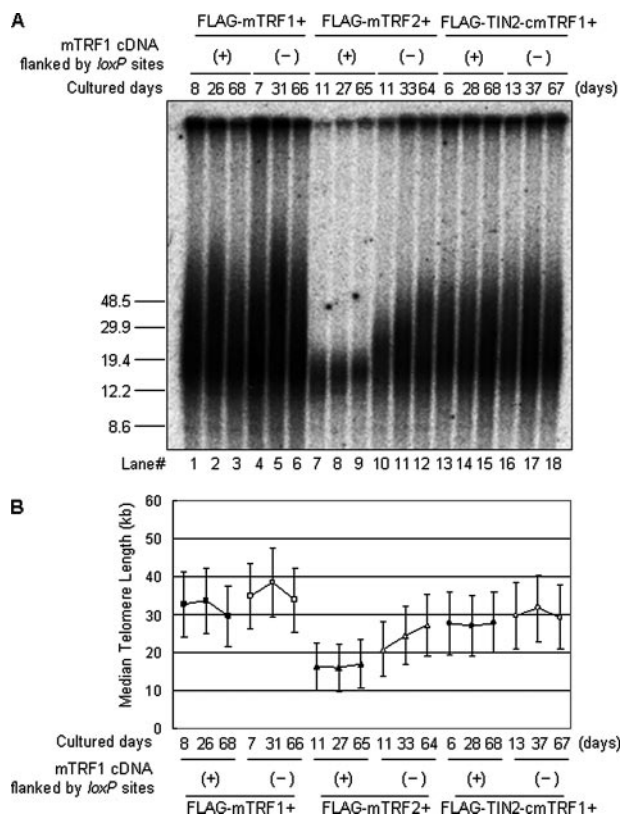 A
FLAG-mTRF1+ FLAG-mTRF2+ FLAG-TIN2-cmTRF1+
mTRF1 cDNA
flanked by loxP sites (+) (−) (+) (−) (+) (−)
Cultured days 8 26 68 7 31 66 11 27 65 11 33 64 6 28 68 13 37 67 (days)
48.5
29.9
19.4
12.2
8.6
Lane# 1 2 3 4 5 6 7 8 9 10 11 12 13 14 15 16 17 18
B
Median Telomere Length (kb)
60
50
40
30
20
10
0
Cultured days 8 26 68 7 31 66 11 27 65 11 33 64 6 28 68 13 37 67 (days)
mTRF1 cDNA
flanked by loxP sites (+) (−) (+) (−) (+) (−)
FLAG-mTRF1+ FLAG-mTRF2+ FLAG-TIN2-cmTRF1+